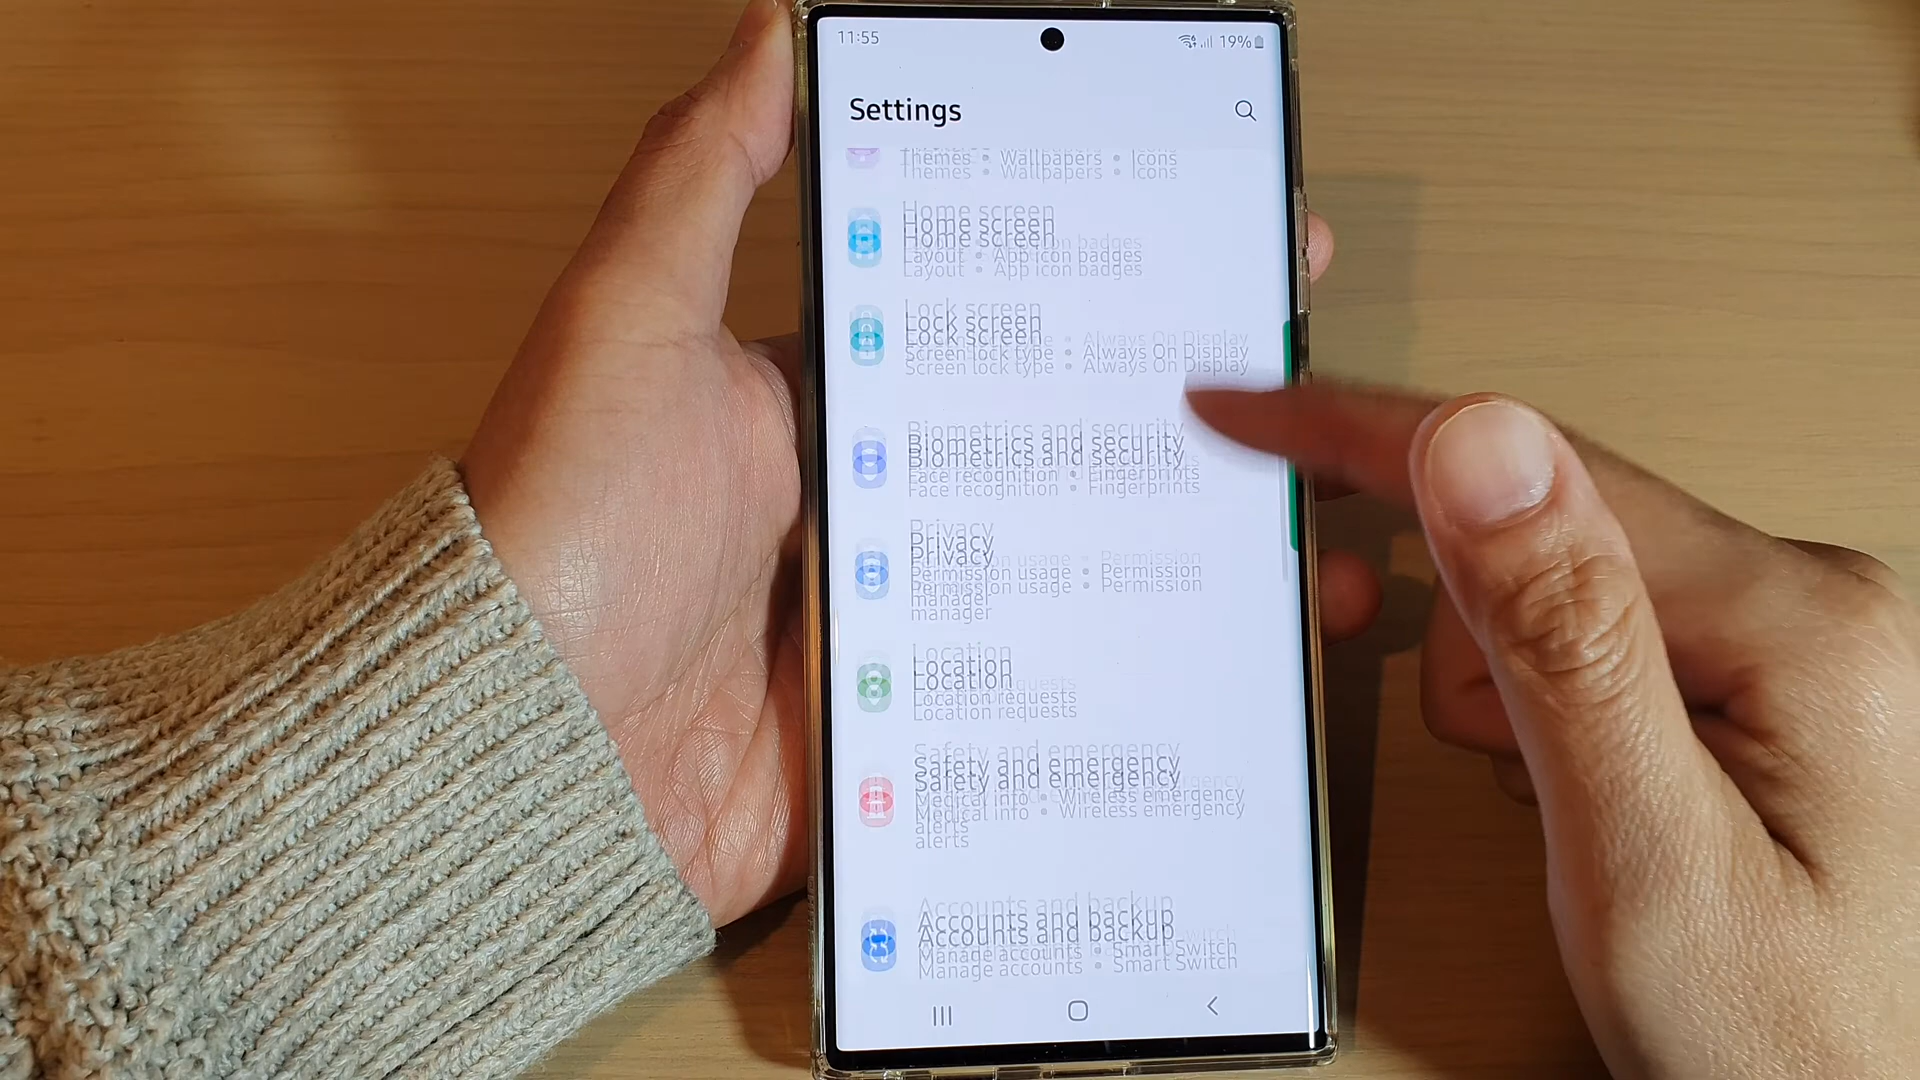 11:55
19%
Settings
Themes • Wallpapers • Icons
Home screen
Layout • App icon badges
Lock screen
Screen lock type • Always On Display
Biometrics and security
Face recognition • Fingerprints
Privacy
Permission usage • Permission
manager
Location
Location requests
Safety and emergency
Medical info • Wireless emergency
alerts
Accounts and backup
Manage accounts • Smart Switch